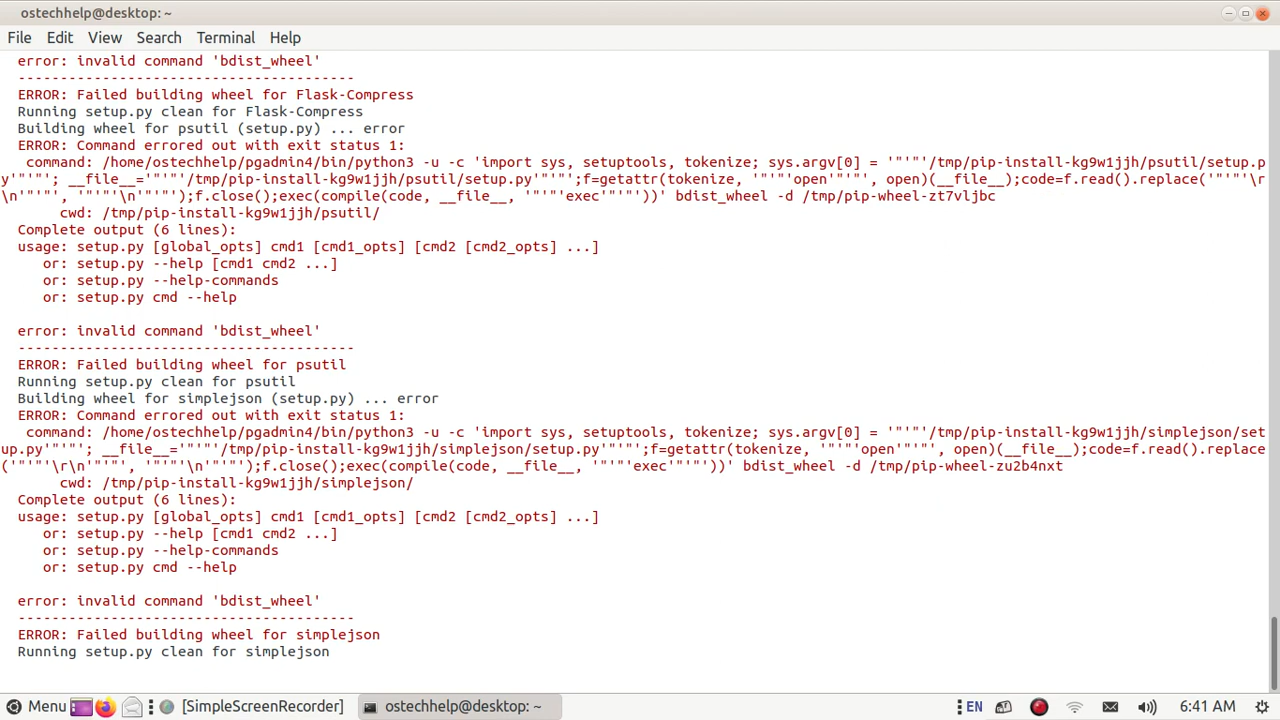 ostechhelp@desktop: ~
File Edit View Search Terminal Help
error: invalid command 'bdist_wheel'
----------------------------------------
ERROR: Failed building wheel for Flask-Compress
Running setup.py clean for Flask-Compress
Building wheel for psutil (setup.py) ... error
ERROR: Command errored out with exit status 1:
command: /home/ostechhelp/pgadmin4/bin/python3 -u -c 'import sys, setuptools, tokenize; sys.argv[0] = '"'"'/tmp/pip-install-kg9w1jjh/psutil/setup.p
y'"'"'; __file__='"'"'/tmp/pip-install-kg9w1jjh/psutil/setup.py'"'"';f=getattr(tokenize, '"'"'open'"'"', open)(__file__);code=f.read().replace('"'"'\r
\n'"'"', '"'"'\n'"'"');f.close();exec(compile(code, __file__, '"'"'exec'"'"'))' bdist_wheel -d /tmp/pip-wheel-zt7vljbc
cwd: /tmp/pip-install-kg9w1jjh/psutil/
Complete output (6 lines):
usage: setup.py [global_opts] cmd1 [cmd1_opts] [cmd2 [cmd2_opts] ...]
or: setup.py --help [cmd1 cmd2 ...]
or: setup.py --help-commands
or: setup.py cmd --help
error: invalid command 'bdist_wheel'
----------------------------------------
ERROR: Failed building wheel for psutil
Running setup.py clean for psutil
Building wheel for simplejson (setup.py) ... error
ERROR: Command errored out with exit status 1:
command: /home/ostechhelp/pgadmin4/bin/python3 -u -c 'import sys, setuptools, tokenize; sys.argv[0] = '"'"'/tmp/pip-install-kg9w1jjh/simplejson/set
up.py'"'"'; __file__='"'"'/tmp/pip-install-kg9w1jjh/simplejson/setup.py'"'"';f=getattr(tokenize, '"'"'open'"'"', open)(__file__);code=f.read().replace
('"'"'\r\n'"'"', '"'"'\n'"'"');f.close();exec(compile(code, __file__, '"'"'exec'"'"'))' bdist_wheel -d /tmp/pip-wheel-zu2b4nxt
cwd: /tmp/pip-install-kg9w1jjh/simplejson/
Complete output (6 lines):
usage: setup.py [global_opts] cmd1 [cmd1_opts] [cmd2 [cmd2_opts] ...]
or: setup.py --help [cmd1 cmd2 ...]
or: setup.py --help-commands
or: setup.py cmd --help
error: invalid command 'bdist_wheel'
----------------------------------------
ERROR: Failed building wheel for simplejson
Running setup.py clean for simplejson
Menu [SimpleScreenRecorder] ostechhelp@desktop: ~ EN 6:41 AM